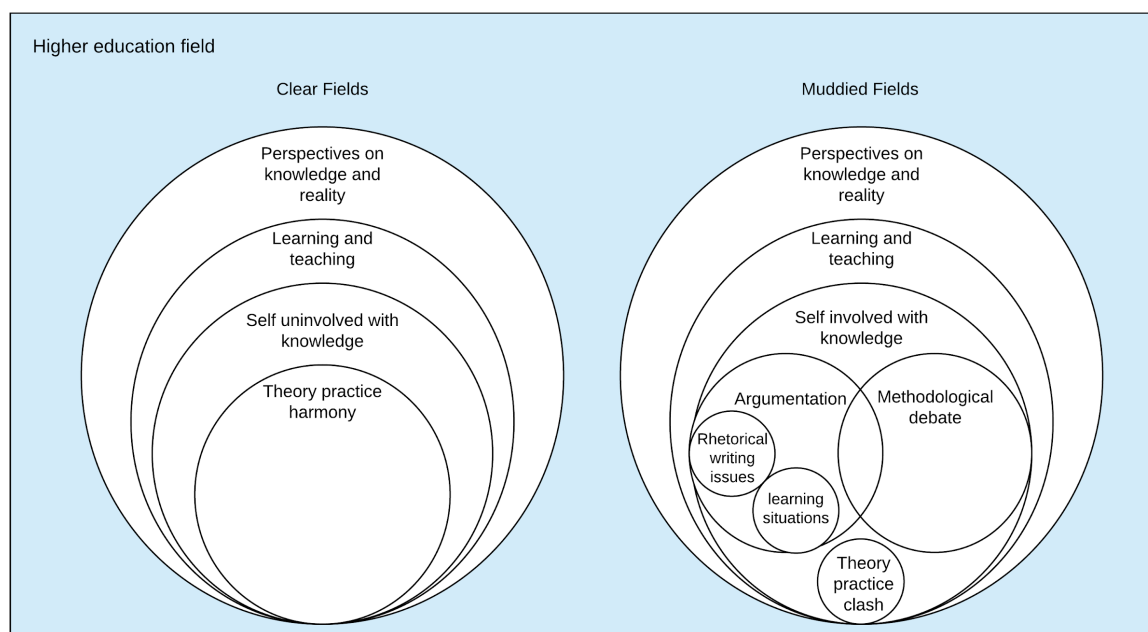 Higher education field
Clear Fields
Perspectives on
knowledge and
reality
Learning and
teaching
Self uninvolved with
knowledge
Theory practice
harmony
Muddied Fields
Perspectives on
knowledge and
reality
Learning and
teaching
Self involved with
knowledge
Argumentation
Methodological
debate
Rhetorical
writing
issues
learning
situations
Theory
practice
clash